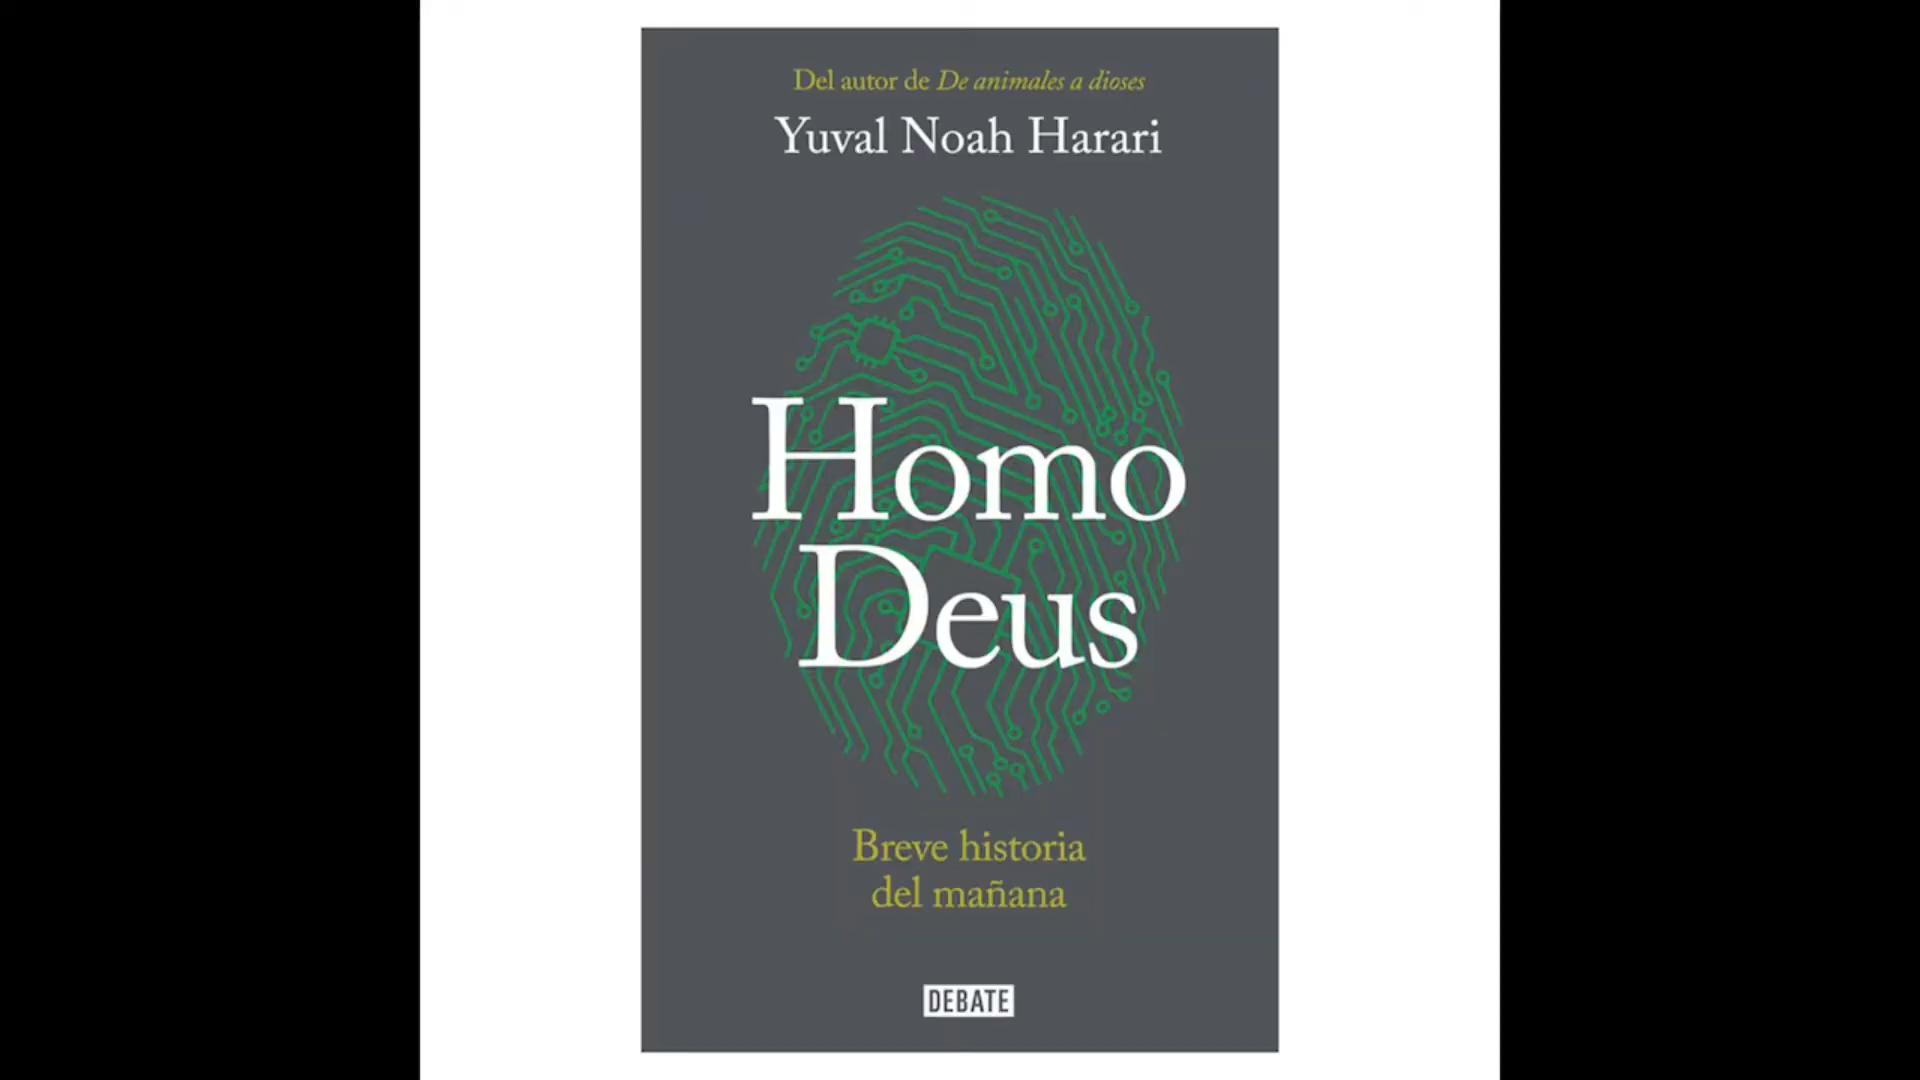 Del autor de De animales a dioses
Yuval Noah Harari
Homo
Deus
Breve historia
del mañana
DEBATE